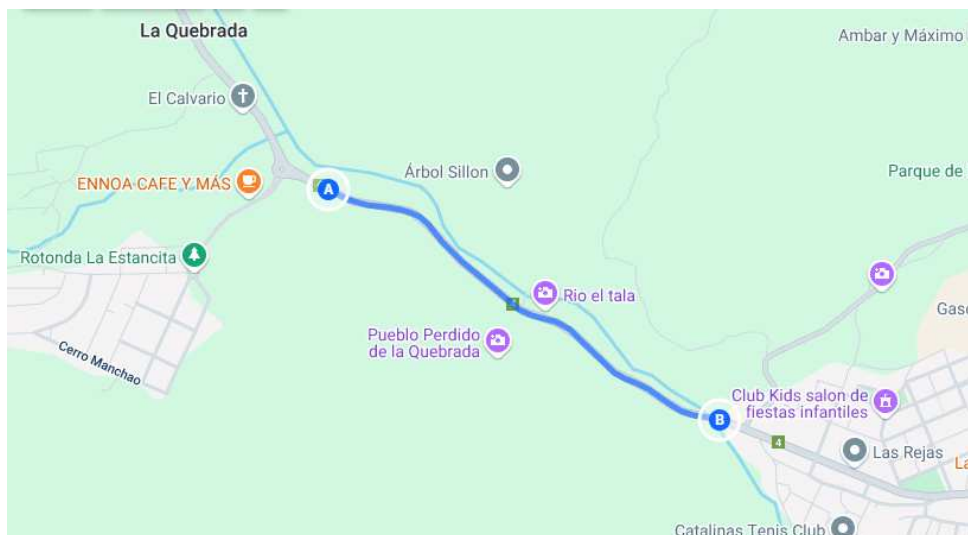 La Quebrada
Ambar y Máximo
El Calvario
Árbol Sillon
Parque de
ENNOA CAFE Y MÁS
A
Rotonda La Estancita
Rio el tala
Gaso
Pueblo Perdido
de la Quebrada
Cerro Manchao
Club Kids salon de
fiestas infantiles
B
4
Las Rejas
La
Catalinas Tenis Club